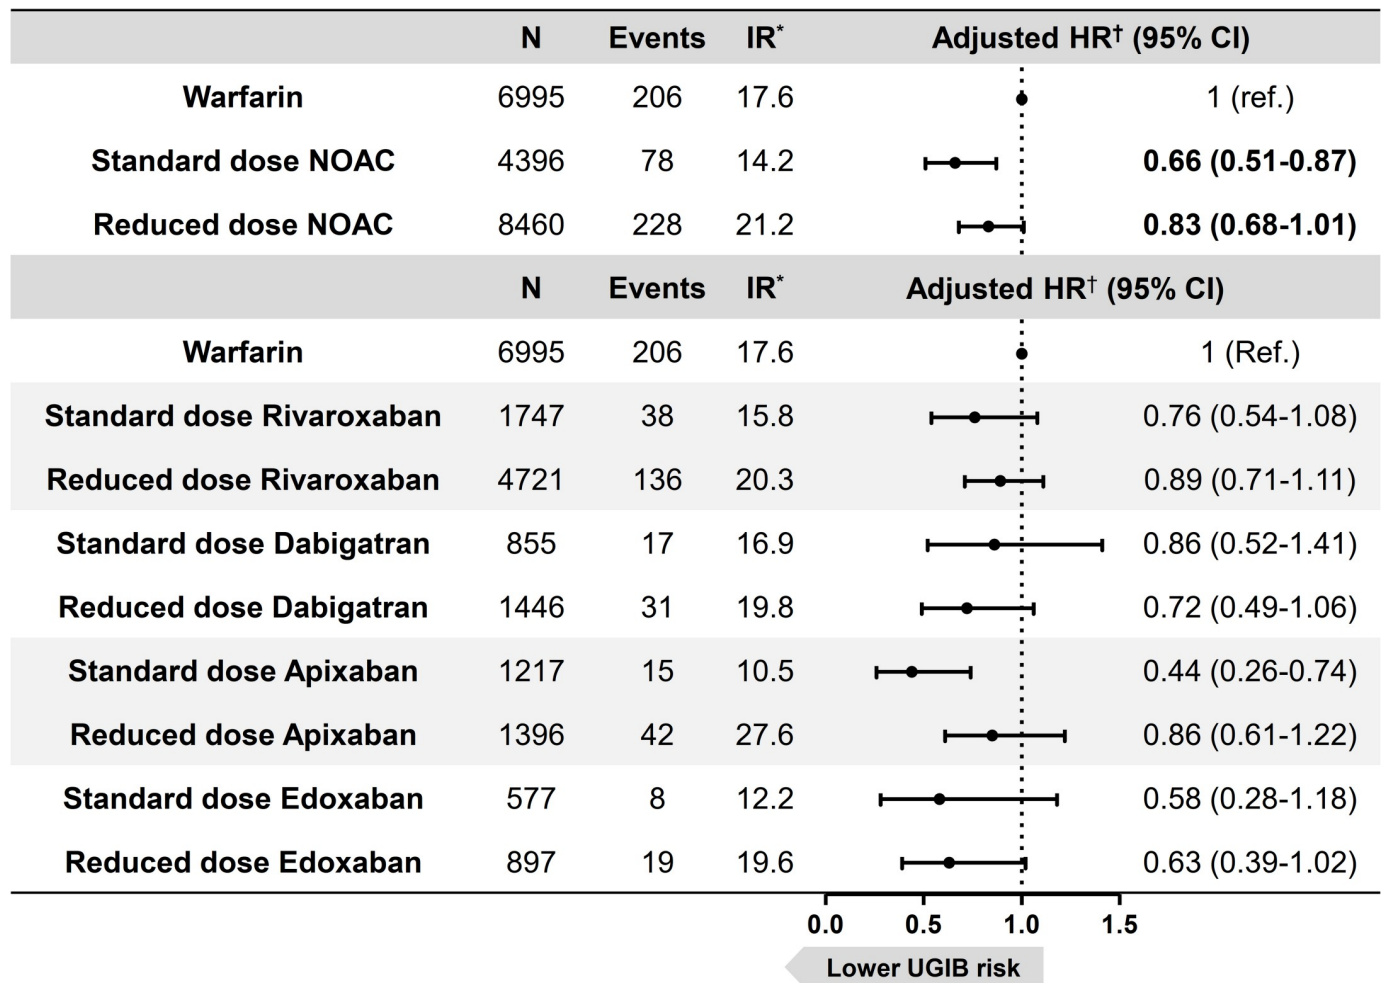 N Events IR* Adjusted HR† (95% CI)
Warfarin 6995 206 17.6 1 (ref.)
Standard dose NOAC 4396 78 14.2 0.66 (0.51-0.87)
Reduced dose NOAC 8460 228 21.2 0.83 (0.68-1.01)
N Events IR* Adjusted HR† (95% CI)
Warfarin 6995 206 17.6 1 (Ref.)
Standard dose Rivaroxaban 1747 38 15.8 0.76 (0.54-1.08)
Reduced dose Rivaroxaban 4721 136 20.3 0.89 (0.71-1.11)
Standard dose Dabigatran 855 17 16.9 0.86 (0.52-1.41)
Reduced dose Dabigatran 1446 31 19.8 0.72 (0.49-1.06)
Standard dose Apixaban 1217 15 10.5 0.44 (0.26-0.74)
Reduced dose Apixaban 1396 42 27.6 0.86 (0.61-1.22)
Standard dose Edoxaban 577 8 12.2 0.58 (0.28-1.18)
Reduced dose Edoxaban 897 19 19.6 0.63 (0.39-1.02)
0.0 0.5 1.0 1.5
Lower UGIB risk